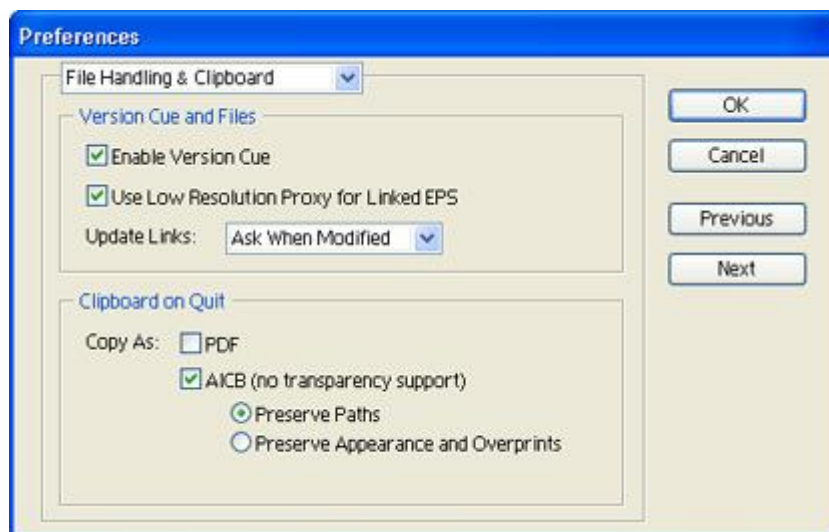 Preferences
File Handling & Clipboard
Version Cue and Files
Enable Version Cue
Use Low Resolution Proxy for Linked EPS
Update Links: Ask When Modified
Clipboard on Quit
Copy As: PDF
AICB (no transparency support)
Preserve Paths
Preserve Appearance and Overprints
OK
Cancel
Previous
Next